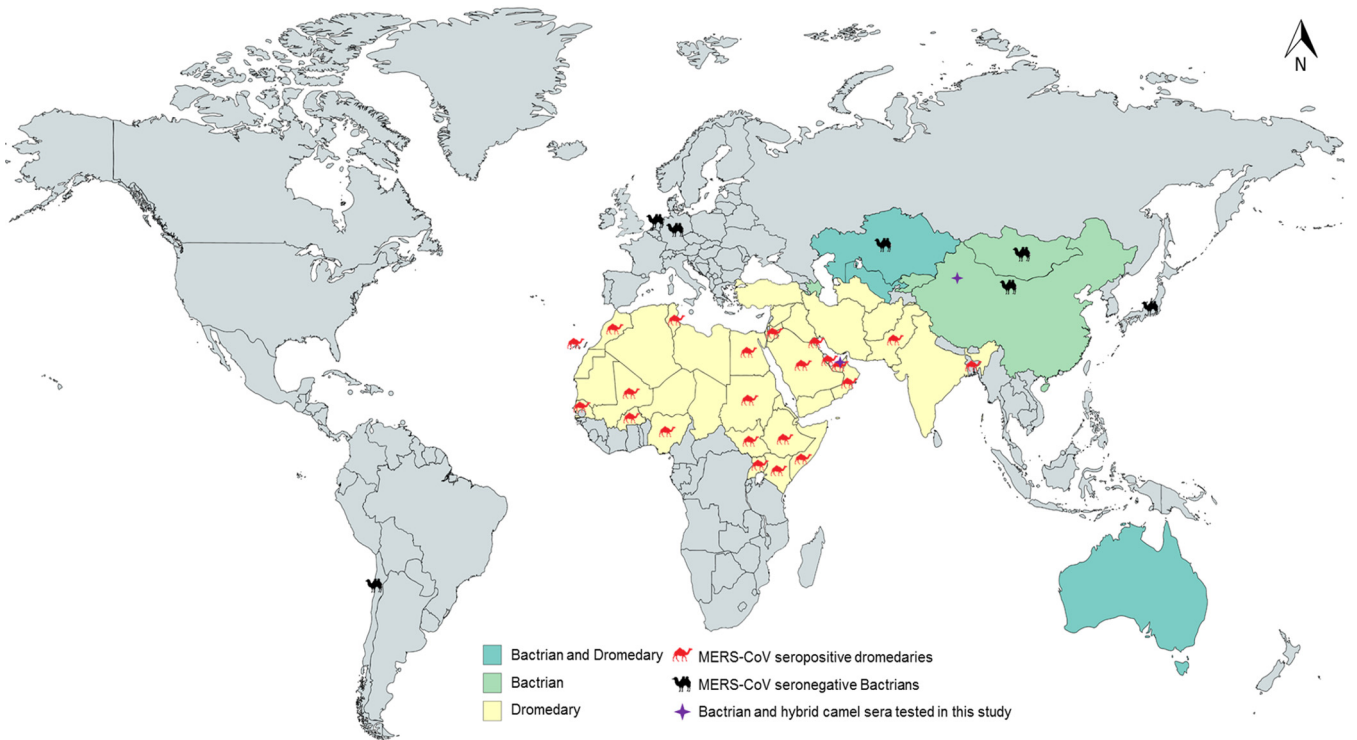 N
Bactrian and Dromedary
MERS-CoV seropositive dromedaries
Bactrian
MERS-CoV seronegative Bactrians
Dromedary
Bactrian and hybrid camel sera tested in this study